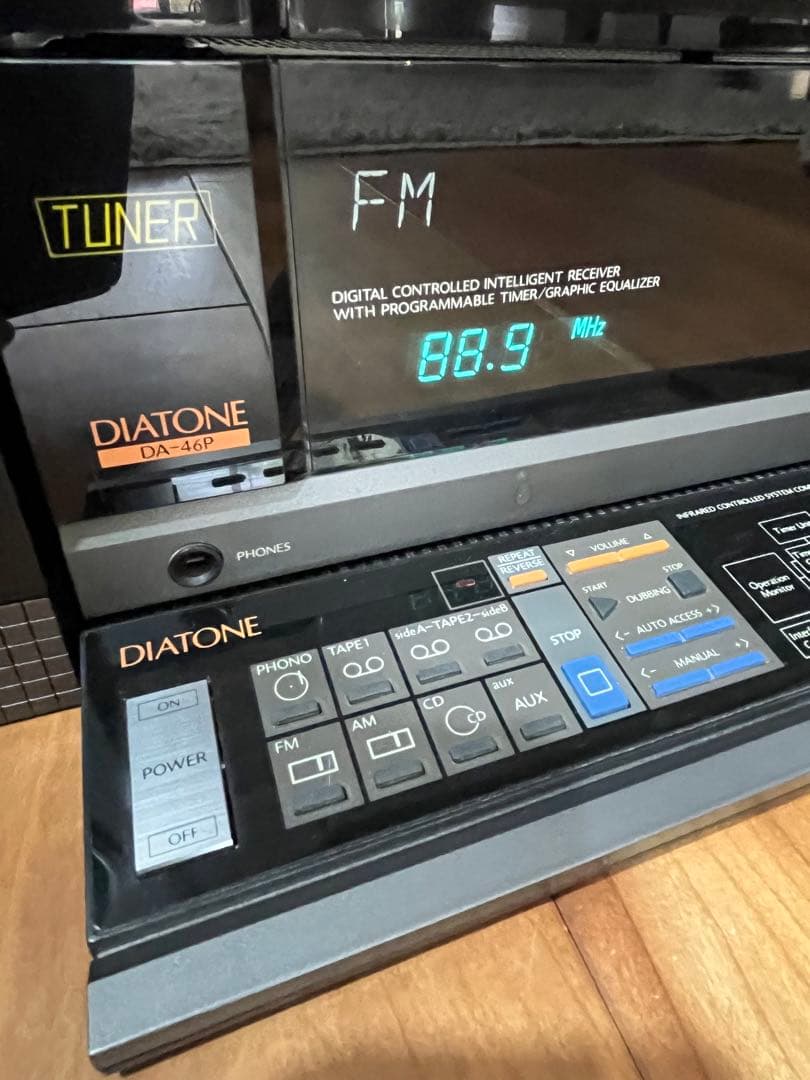 TUNER
FM
DIGITAL CONTROLLED INTELLIGENT RECEIVER
WITH PROGRAMMABLE TIMER/GRAPHIC EQUALIZER
88.9 MHz
DIATONE
DA-46P
PHONES
INFRARED CONTROLLED SYSTEM
DIATONE
REPEAT
REVERSE
▽ VOLUME △
START
STOP
DUBBING
<- AUTO ACCESS +>
<- MANUAL +>
Operation
Monitor
ON
POWER
OFF
PHONO
TAPE1
sideA-TAPE2-sideB
STOP
FM
AM
CD
CD
aux
AUX